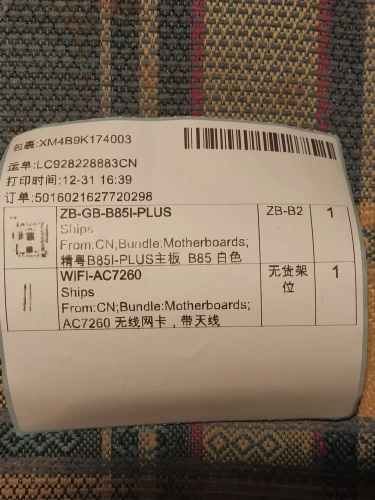 包裹:XM4B9K174003
运单:LC928228883CN
打印时间:12-31 16:39
订单:5016021627720298
ZB-GB-B85I-PLUS ZB-B2 1
Ships
From:CN;Bundle:Motherboards;
精粤B85I-PLUS主板 B85 白色
WIFI-AC7260 无货架位 1
Ships
From:CN;Bundle:Motherboards;
AC7260 无线网卡，带天线